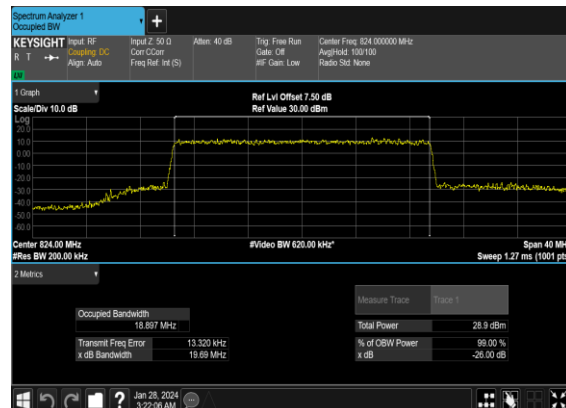 Spectrum Analyzer 1
Occupied BW
+
KEYSIGHT Input: RF Input Z: 50 Ω Atten: 40 dB Trig: Free Run Center Freq: 824.000000 MHz
Coupling: DC Corr CCorr Gate: Off Avg|Hold: 100/100
R T Align: Auto Freq Ref: Int (S) #IF Gain: Low Radio Std: None
1 Graph Ref Lvl Offset 7.50 dB
Scale/Div 10.0 dB Ref Value 30.00 dBm
Log
20.0
10.0
0.00
-10.0
-20.0
-30.0
-40.0
-50.0
-60.0
Center 824.00 MHz #Video BW 620.00 kHz* Span 40 MH
#Res BW 200.00 kHz Sweep 1.27 ms (1001 pts
2 Metrics
Measure Trace Trace 1
Occupied Bandwidth
18.897 MHz Total Power 28.9 dBm
Transmit Freq Error 13.320 kHz % of OBW Power 99.00 %
x dB Bandwidth 19.69 MHz x dB -26.00 dB
? Jan 28, 2024
3:22:06 AM